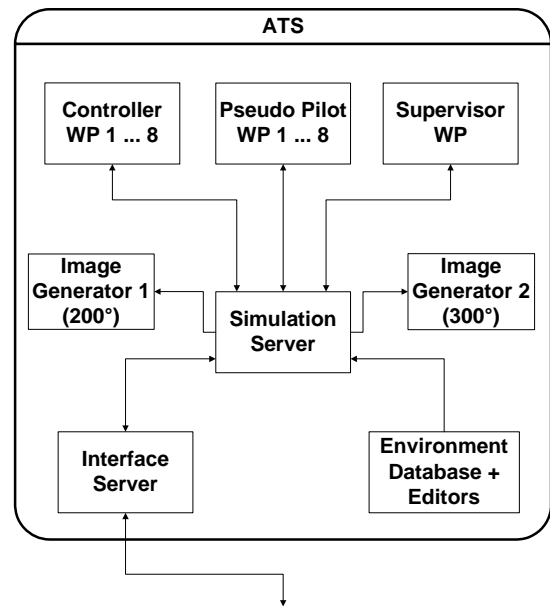 ATS
Controller
WP 1 ... 8
Pseudo Pilot
WP 1 ... 8
Supervisor
WP
Image
Generator 1
(200°)
Simulation
Server
Image
Generator 2
(300°)
Interface
Server
Environment
Database +
Editors